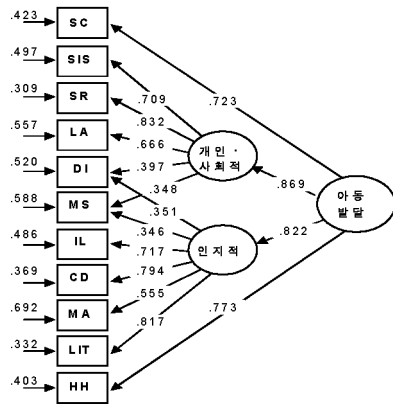 .423 SC
.497 SIS
.309 SR
.557 LA
.520 DI
.588 MS
.486 IL
.369 CD
.692 MA
.332 LIT
.403 HH
.723
.709
.832
.666
.397
.348
개인·
사회적
.869
아동
발달
.351
.346
.717
.794
.555
.817
인지적
.822
.773